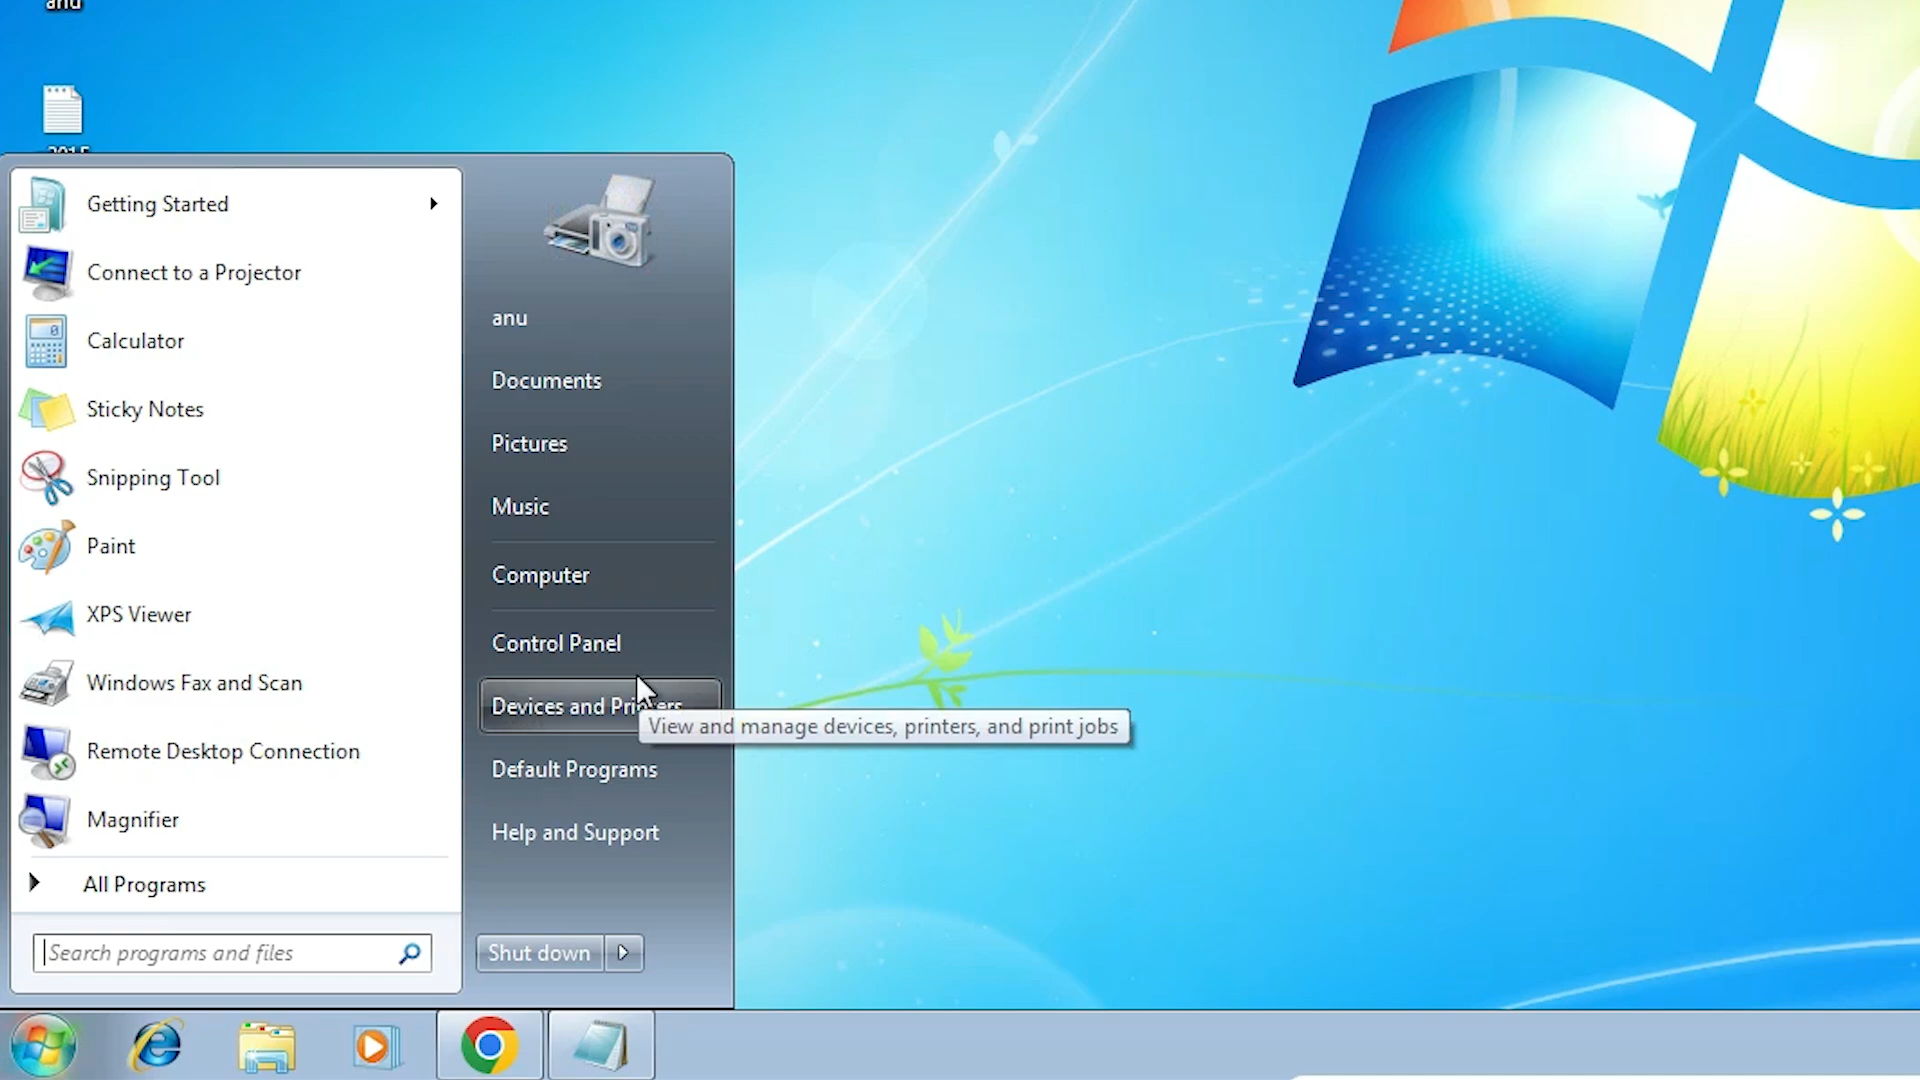 anu
2015
Getting Started
Connect to a Projector
Calculator
Sticky Notes
Snipping Tool
Paint
XPS Viewer
Windows Fax and Scan
Remote Desktop Connection
Magnifier
All Programs
Search programs and files
anu
Documents
Pictures
Music
Computer
Control Panel
Devices and Printers
View and manage devices, printers, and print jobs
Default Programs
Help and Support
Shut down